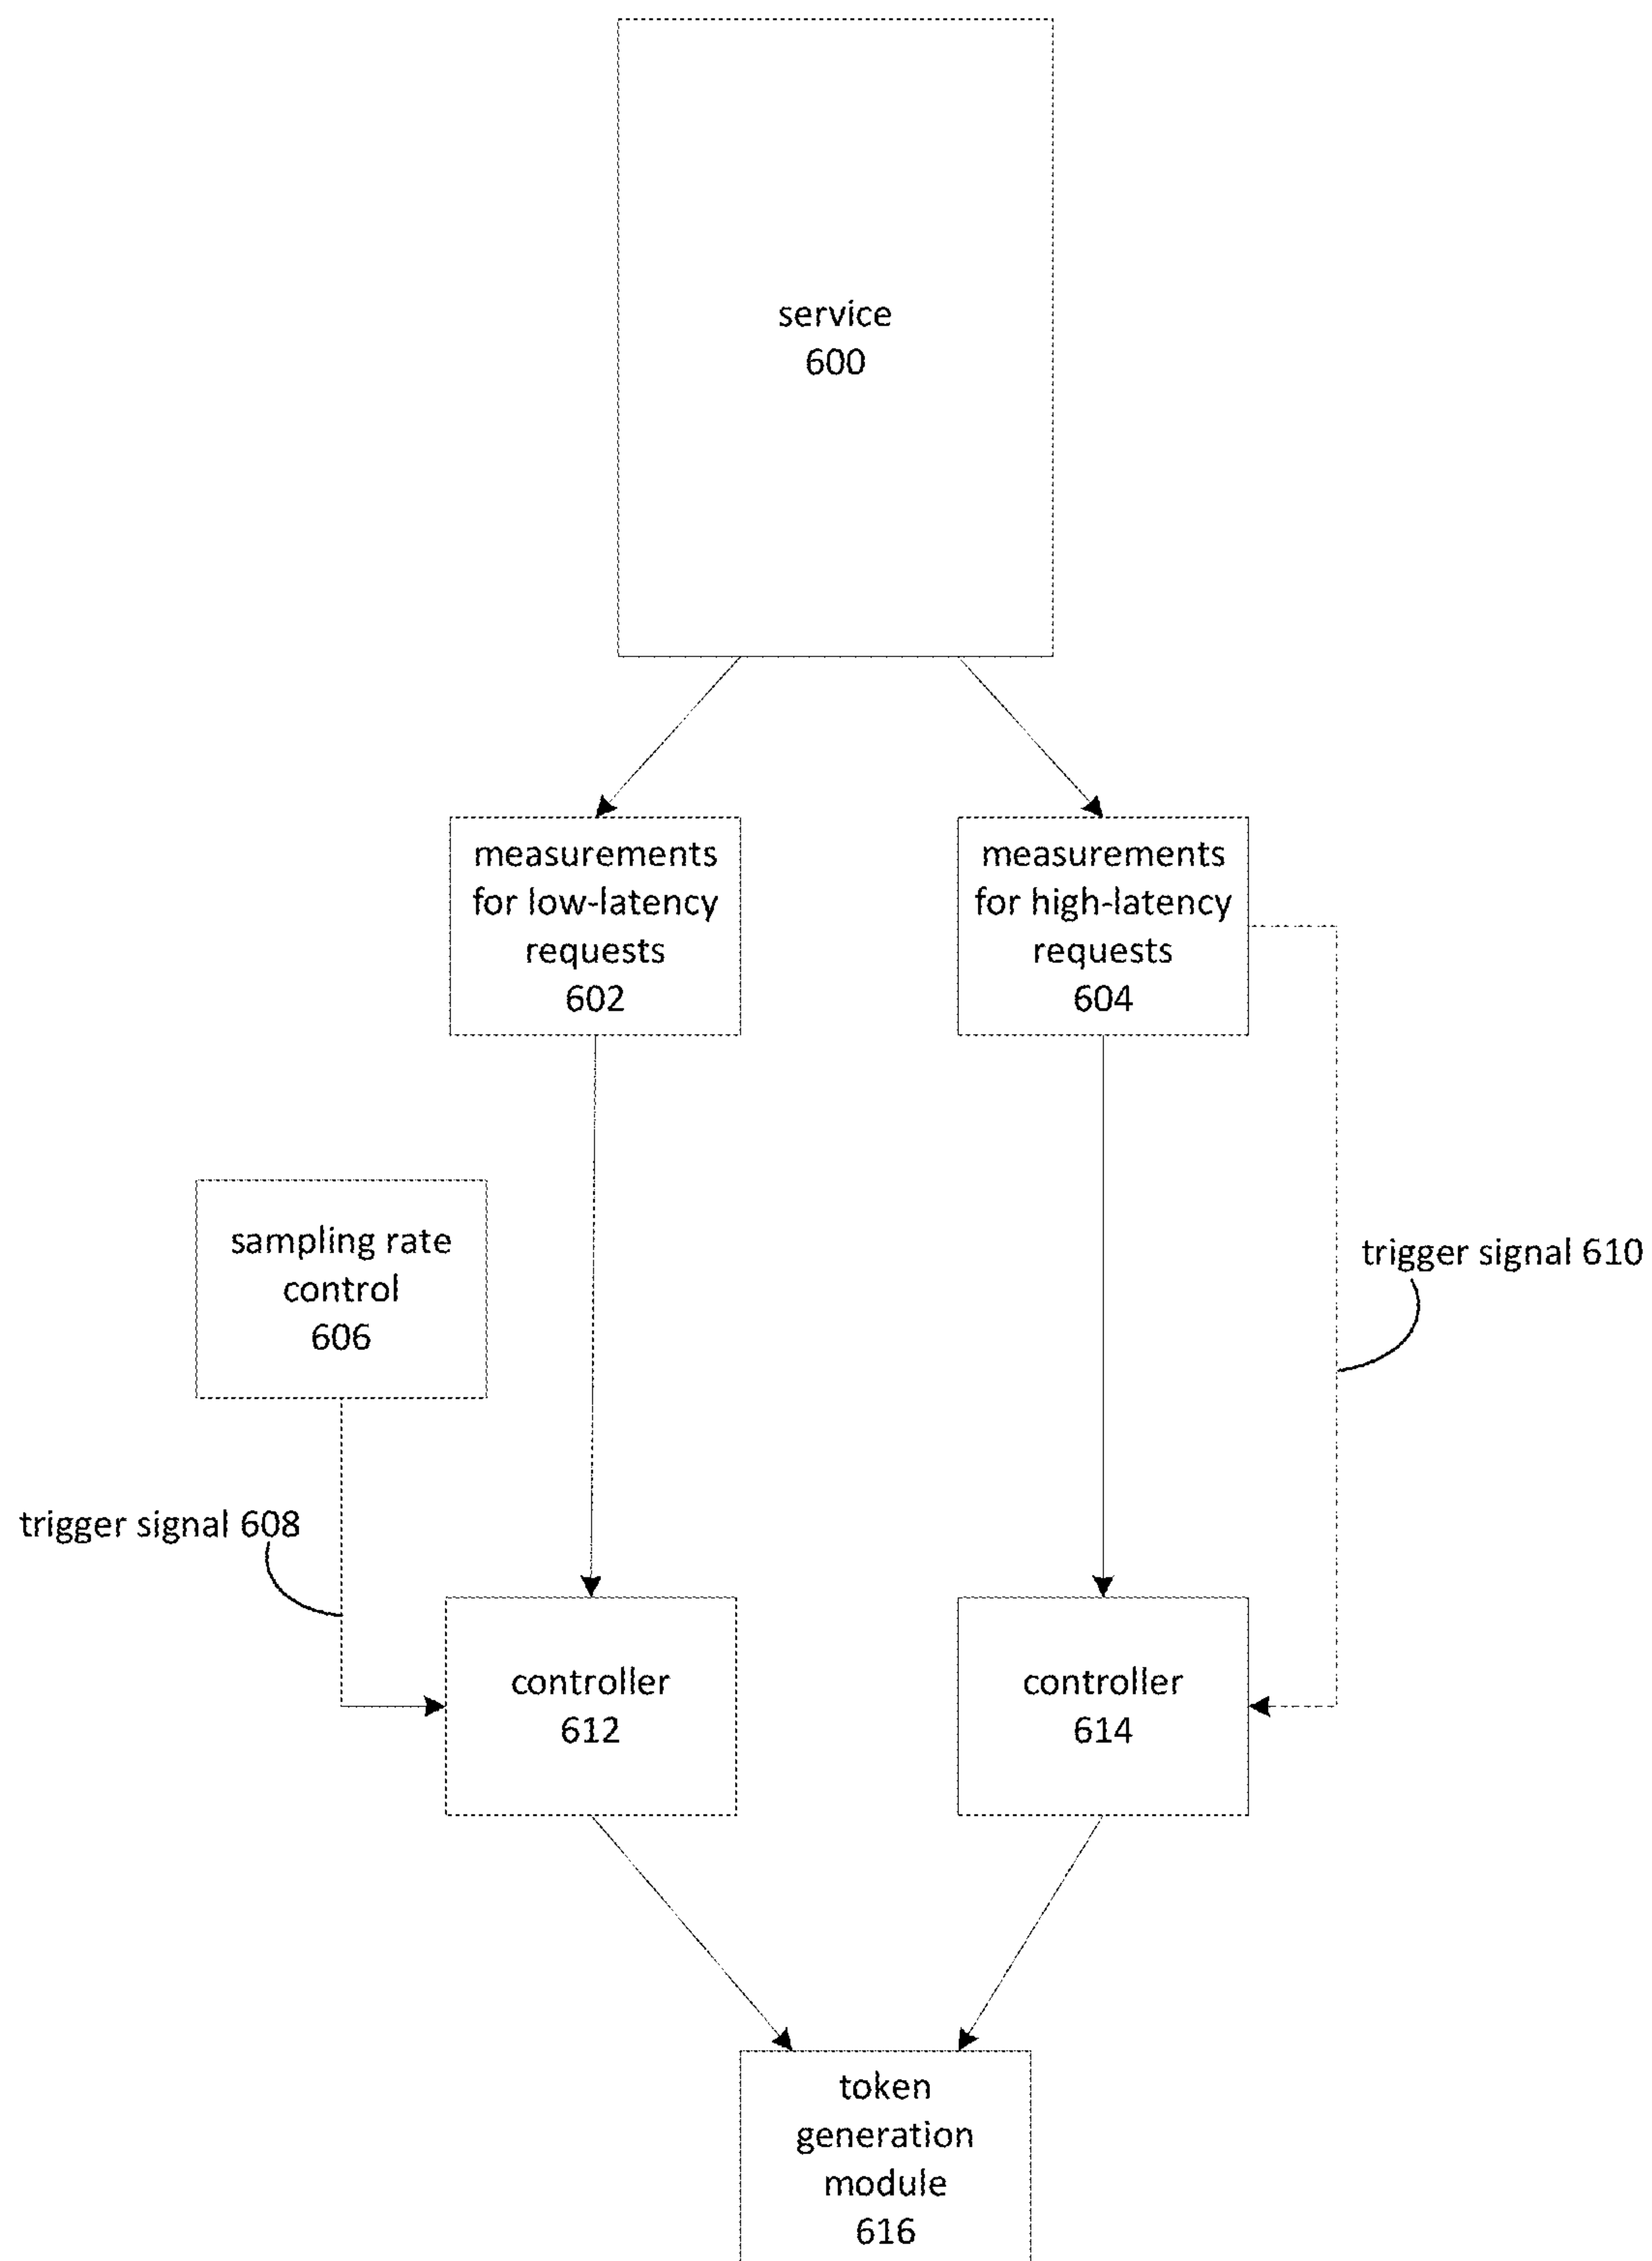 service
600
measurements
for low-latency
requests
602
measurements
for high-latency
requests
604
sampling rate
control
606
trigger signal 610
trigger signal 608
controller
612
controller
614
token
generation
module
616